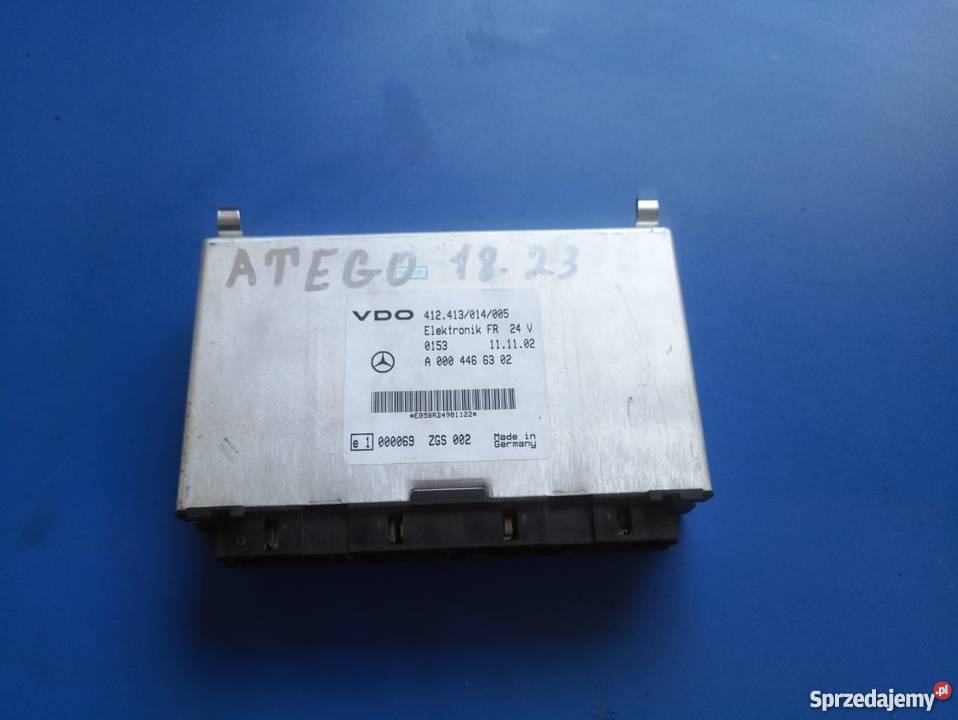 ATEGO 18-23
VDO 412.413/014/005
Elektronik FR 24 V
0153 11.11.02
A 000 446 63 02
*E058R24901122*
e 1 000069 ZGS 002 Made in
Germany
Sprzedajemy.pl